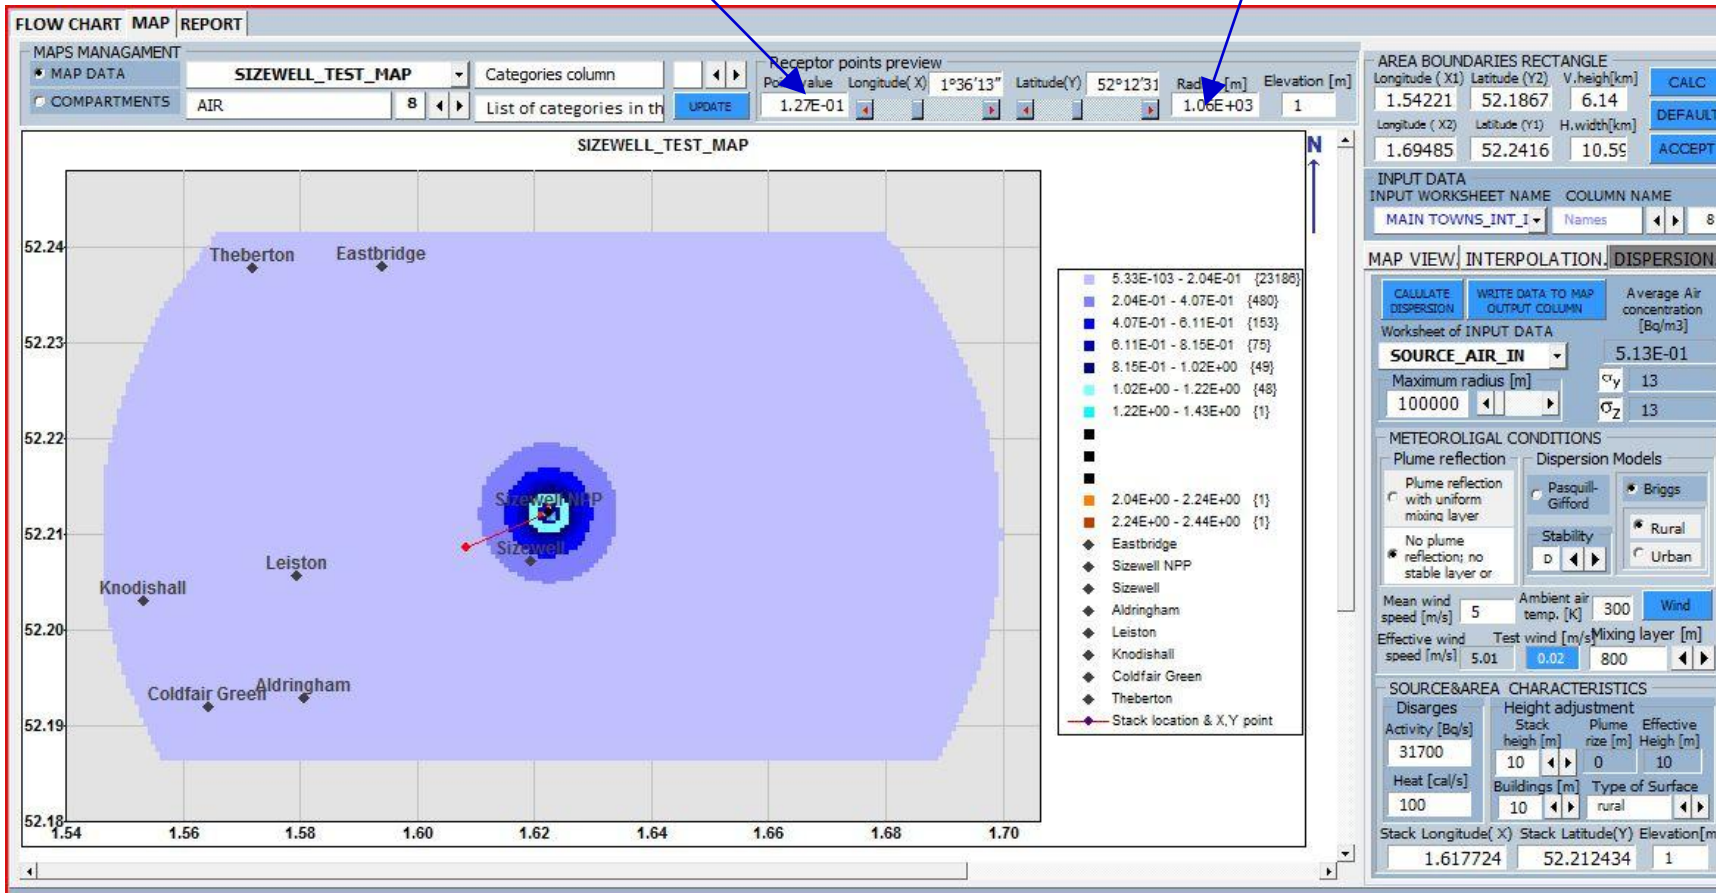 FLOW CHART MAP REPORT
MAPS MANAGAMENT
MAP DATA
SIZEWELL_TEST_MAP
Categories column
COMPARTMENTS
AIR
8
List of categories in th
UPDATE
Receptor points preview
Longitude( X) 1°36'13" Latitude(Y) 52°12'31
[m] Elevation [m]
1.27E-01
1.06E+03
1
SIZEWELL_TEST_MAP
N
52.24
52.23
52.22
52.21
52.20
52.19
52.18
1.54 1.56 1.58 1.60 1.62 1.64 1.66 1.68 1.70
Theberton
Eastbridge
Sizewell NPP
Sizewell
Leiston
Knodishall
Coldfair Green
Aldringham
5.33E-103 - 2.04E-01 {23186}
2.04E-01 - 4.07E-01 {480}
4.07E-01 - 6.11E-01 {153}
6.11E-01 - 8.15E-01 {75}
8.15E-01 - 1.02E+00 {49}
1.02E+00 - 1.22E+00 {48}
1.22E+00 - 1.43E+00 {1}
2.04E+00 - 2.24E+00 {1}
2.24E+00 - 2.44E+00 {1}
Eastbridge
Sizewell NPP
Sizewell
Aldringham
Leiston
Knodishall
Coldfair Green
Theberton
Stack location & X,Y point
AREA BOUNDARIES RECTANGLE
Longitude ( X1) Latitude (Y2) V.heigh[km]
1.54221 52.1867 6.14
CALC
DEFAULT
Longitude ( X2) Latitude (Y1) H.width[km]
1.69485 52.2416 10.59
ACCEPT
INPUT DATA
INPUT WORKSHEET NAME COLUMN NAME
MAIN TOWNS_INT_I Names 8
MAP VIEW. INTERPOLATION. DISPERSION
CALULATE DISPERSION
WRITE DATA TO MAP OUTPUT COLUMN
Average Air concentration [Bq/m3]
Worksheet of INPUT DATA
SOURCE_AIR_IN
5.13E-01
Maximum radius [m]
100000
σy 13
σz 13
METEOROLIGAL CONDITIONS
Plume reflection
Dispersion Models
Plume reflection with uniform mixing layer
Pasquill-Gifford
Briggs
Rural
Urban
Stability
D
No plume reflection; no stable layer or
Mean wind speed [m/s] 5
Ambient air temp. [K] 300
Wind
Effective wind speed [m/s] 5.01
Test wind [m/s] 0.02
Mixing layer [m] 800
SOURCE&AREA CHARACTERISTICS
Disarges
Height adjustment
Activity [Bq/s]
31700
Stack heigh [m]
Plume rize [m]
Effective Heigh [m]
10 0 10
Heat [cal/s]
100
Buildings [m] Type of Surface
10 rural
Stack Longitude( X) Stack Latitude(Y) Elevation[m
1.617724 52.212434 1